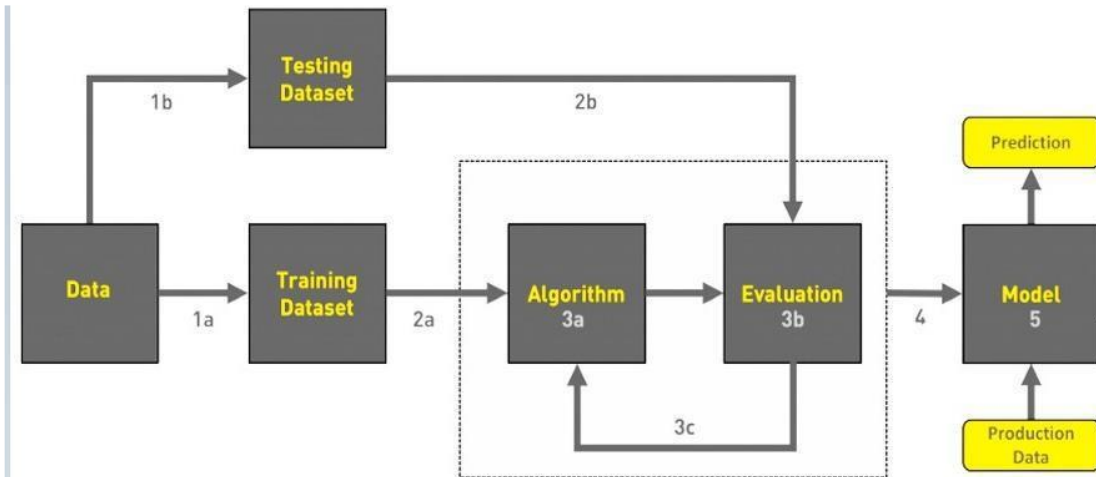 Testing
Dataset
1b
2b
Prediction
Data
1a
Training
Dataset
2a
Algorithm
3a
Evaluation
3b
4
Model
5
3c
Production
Data